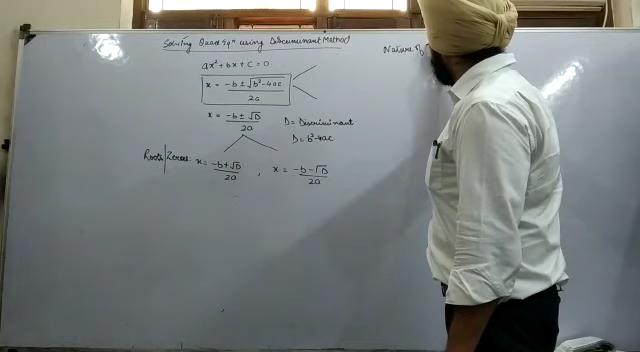 Solving Quad Eqn using Discriminant Method
ax² + bx + c = 0
x = -b ± √b²-4ac / 2a
x = -b ± √D / 2a
D = Discriminant
D = b²-4ac
Roots/Zeroes: x = -b+√D / 2a , x = -b-√D / 2a
Nature of